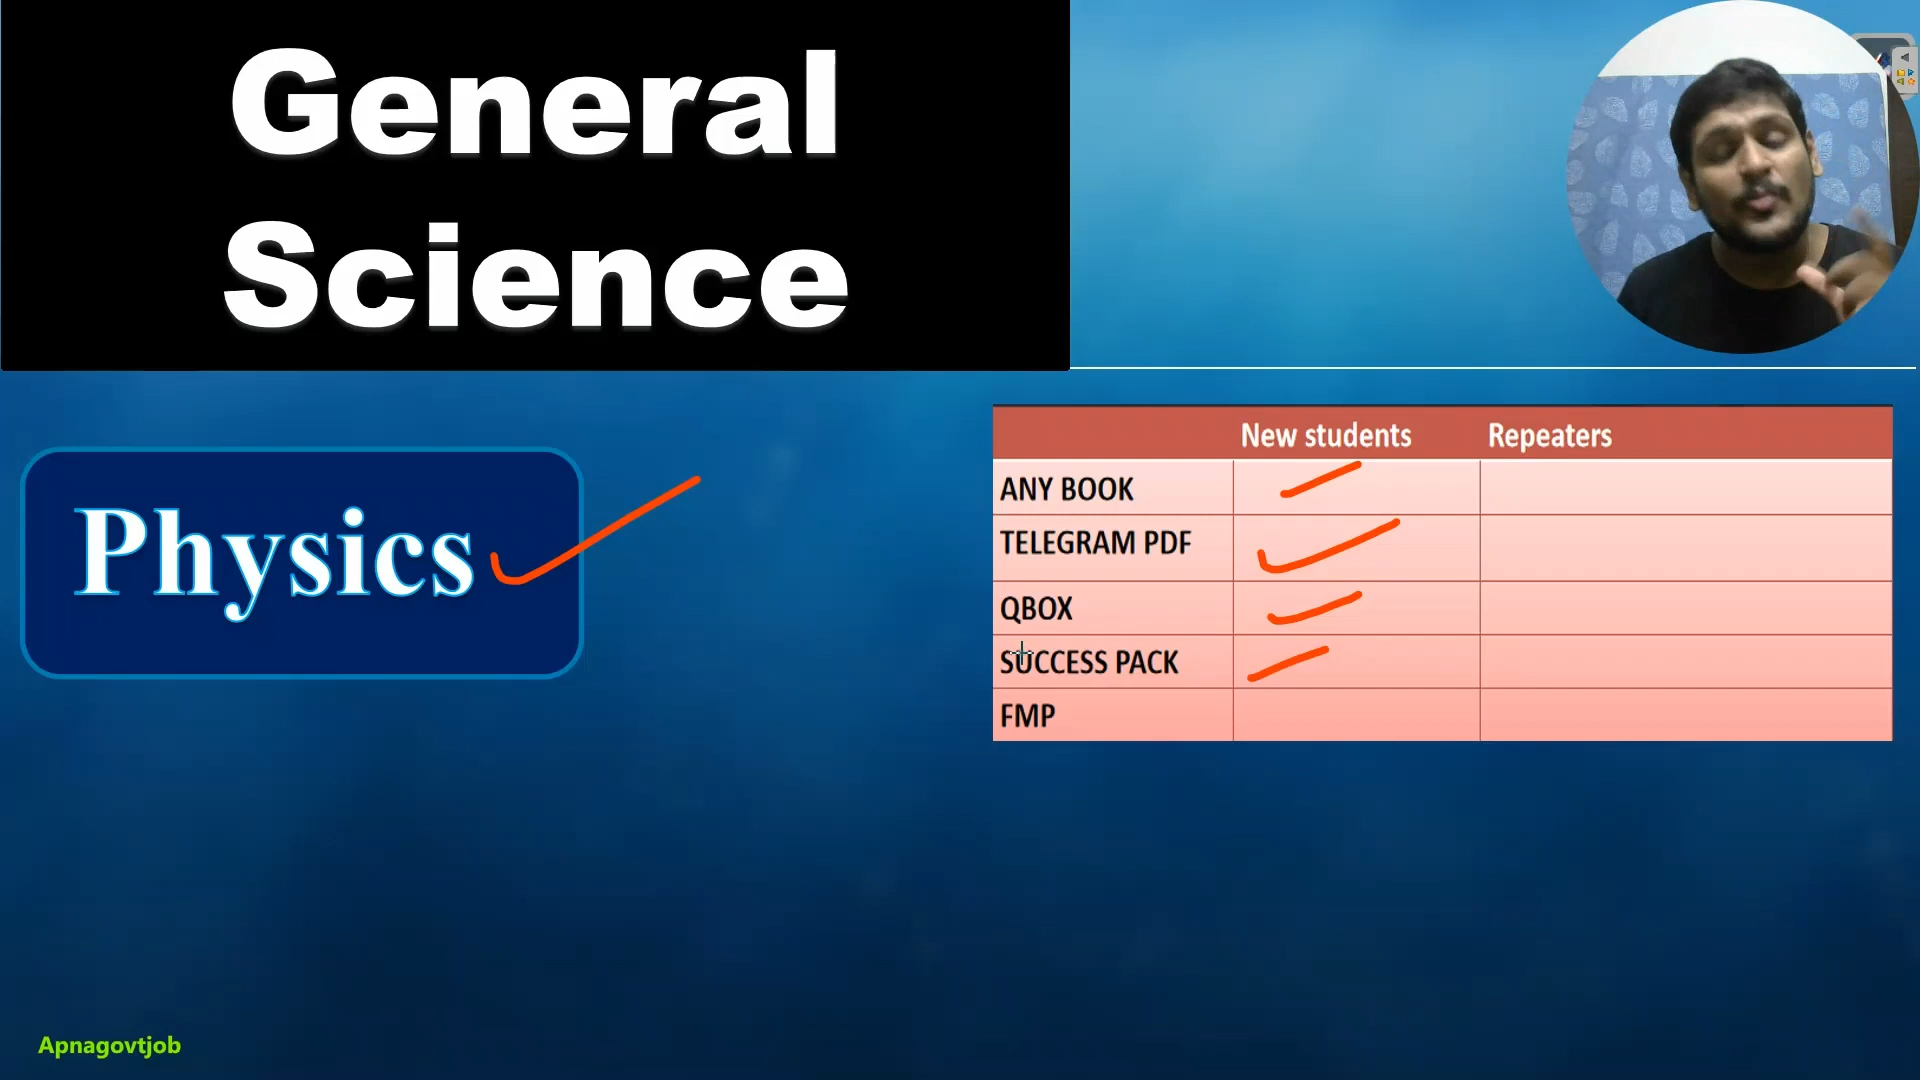 General
Science
Physics
New students Repeaters
ANY BOOK
TELEGRAM PDF
QBOX
SUCCESS PACK
FMP
Apnagovtjob